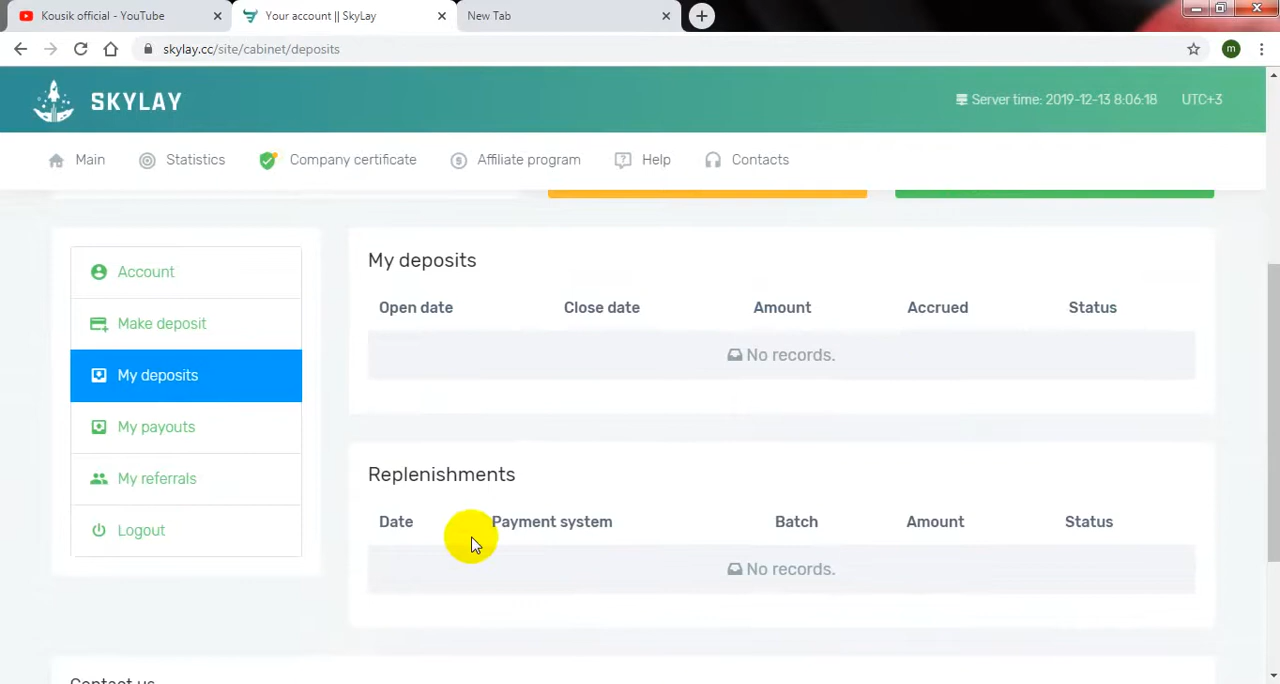 Kousik official - YouTube
Your account || SkyLay
New Tab
skylay.cc/site/cabinet/deposits
m
SKYLAY
Server time: 2019-12-13 8:06:18 UTC+3
Main
Statistics
Company certificate
Affiliate program
Help
Contacts
Account
Make deposit
My deposits
My payouts
My referrals
Logout
My deposits
Open date Close date Amount Accrued Status
No records.
Replenishments
Date Payment system Batch Amount Status
No records.
Contact us